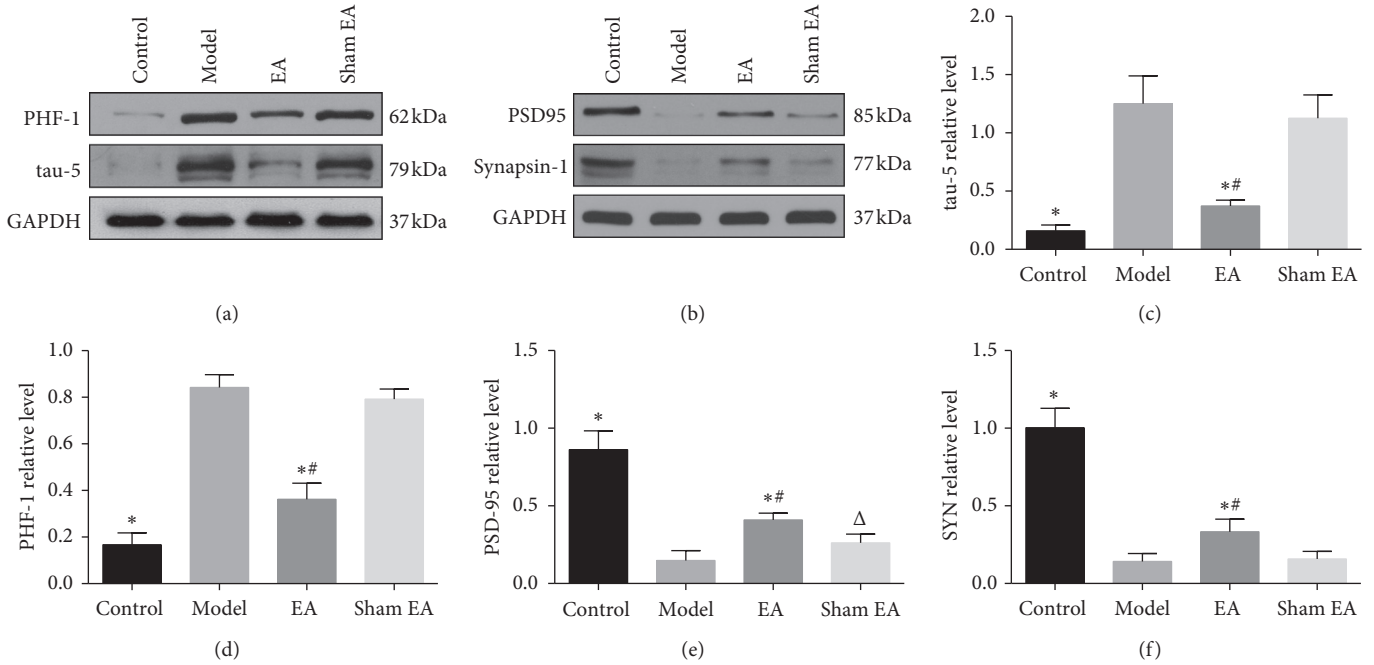 Control
Model
EA
Sham EA
PHF-1
62 kDa
tau-5
79 kDa
GAPDH
37 kDa
(a)
Control
Model
EA
Sham EA
PSD95
85 kDa
Synapsin-1
77 kDa
GAPDH
37 kDa
(b)
tau-5 relative level
2.0
1.5
1.0
0.5
0.0
*
*#
Control Model EA Sham EA
(c)
PHF-1 relative level
1.0
0.8
0.6
0.4
0.2
0.0
*
*#
Control Model EA Sham EA
(d)
PSD-95 relative level
1.5
1.0
0.5
0.0
*
*#
Δ
Control Model EA Sham EA
(e)
SYN relative level
1.5
1.0
0.5
0.0
*
*#
Control Model EA Sham EA
(f)